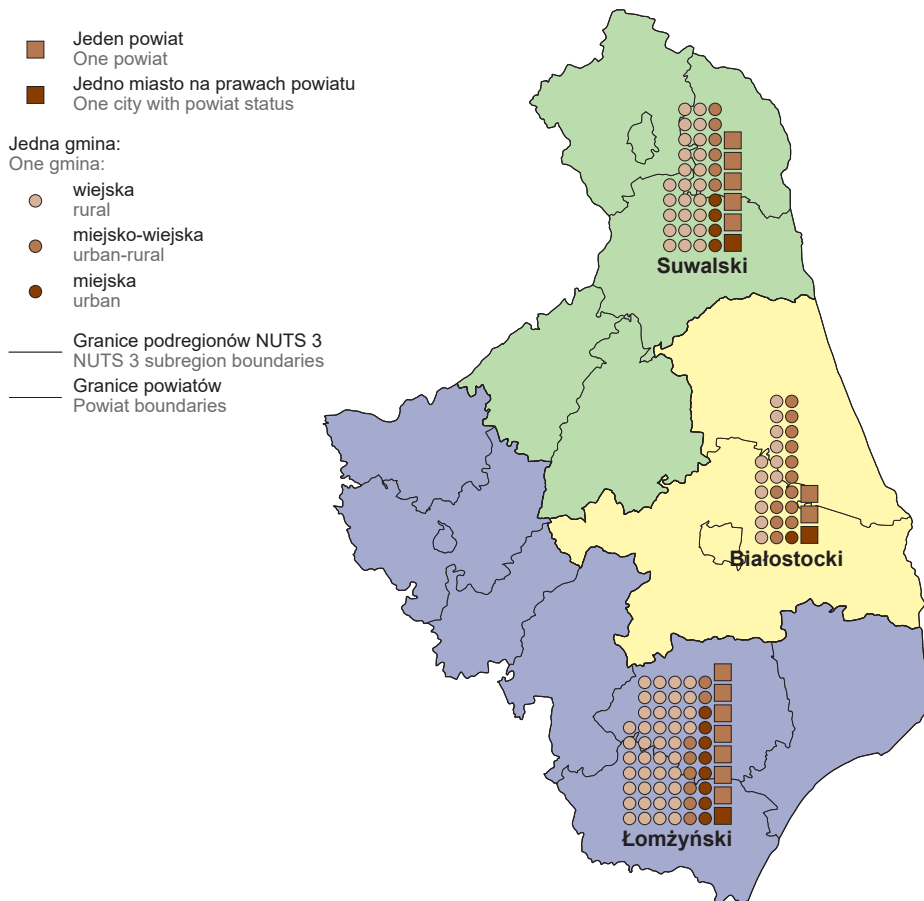 Jeden powiat
One powiat
Jedno miasto na prawach powiatu
One city with powiat status
Jedna gmina:
One gmina:
wiejska
rural
miejsko-wiejska
urban-rural
miejska
urban
Granice podregionów NUTS 3
NUTS 3 subregion boundaries
Granice powiatów
Powiat boundaries
Suwalski
Białostocki
Łomżyński